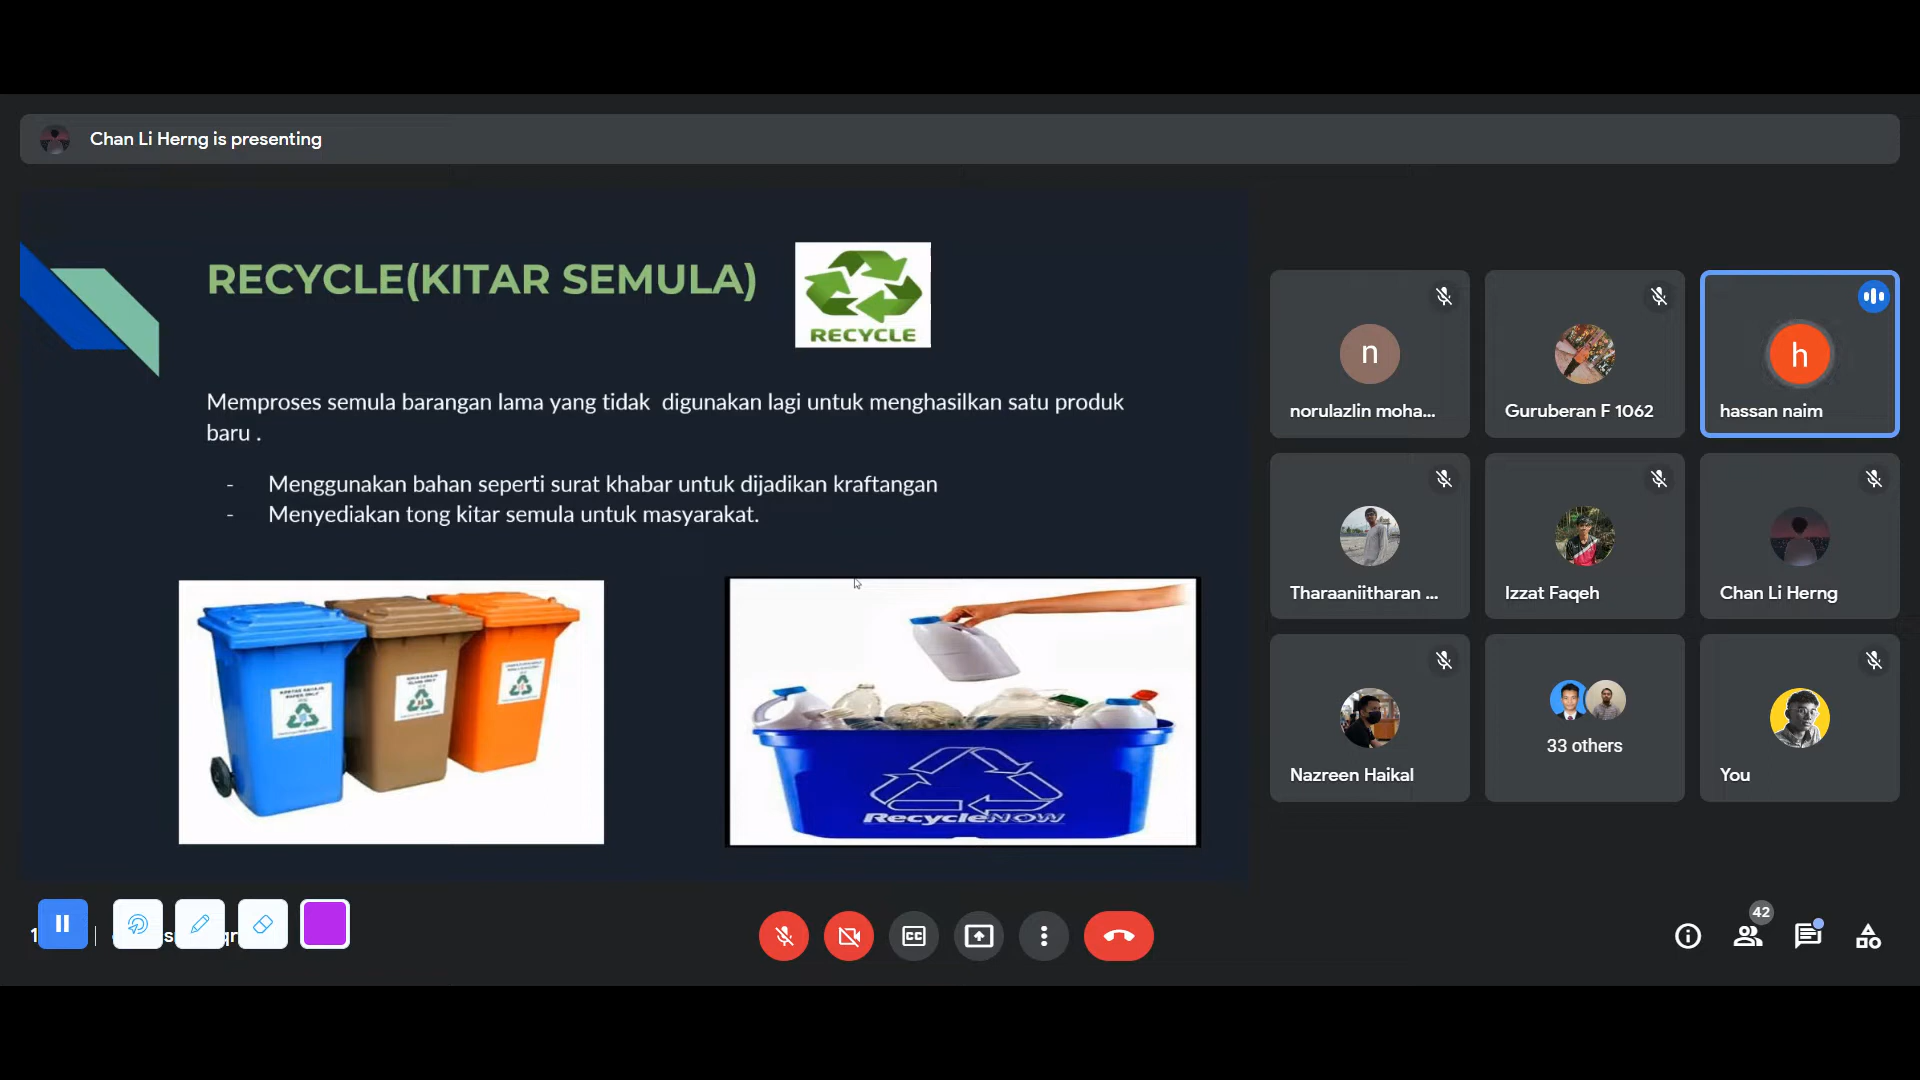 Chan Li Herng is presenting
RECYCLE(KITAR SEMULA)
RECYCLE
Memproses semula barangan lama yang tidak digunakan lagi untuk menghasilkan satu produk
baru .
- Menggunakan bahan seperti surat khabar untuk dijadikan kraftangan
- Menyediakan tong kitar semula untuk masyarakat.
RecycleNOW
n
norulazlin moha...
Guruberan F 1062
h
hassan naim
Tharaaniitharan ...
Izzat Faqeh
Chan Li Herng
Nazreen Haikal
33 others
You
CC
42